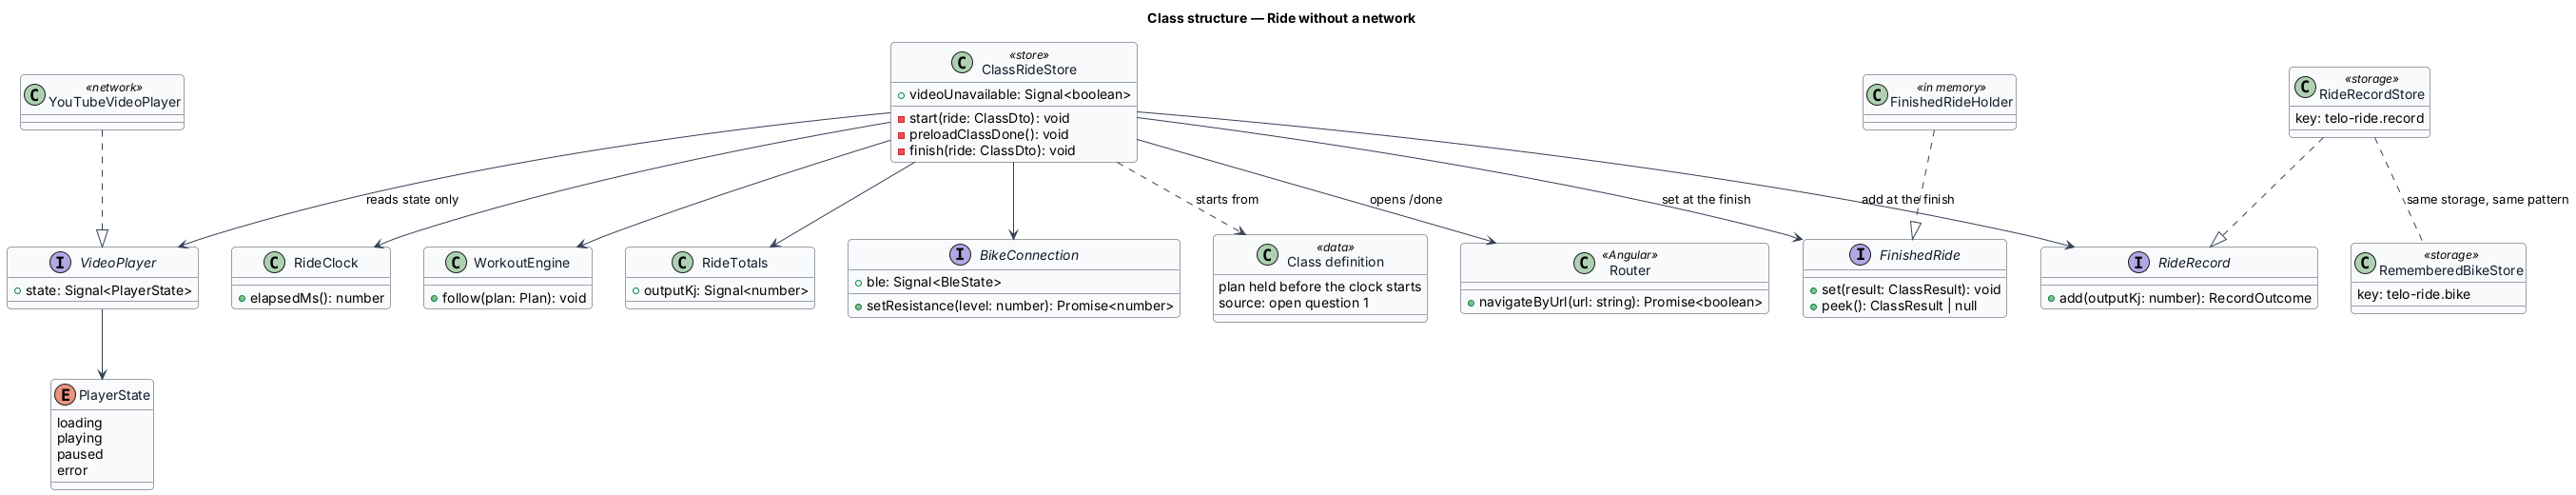 Class structure — Ride without a network
«network»
YouTubeVideoPlayer
«store»
ClassRideStore
videoUnavailable: Signal<boolean>
start(ride: ClassDto): void
preloadClassDone(): void
finish(ride: ClassDto): void
«in memory»
FinishedRideHolder
«storage»
RideRecordStore
key: telo-ride.record
reads state only
starts from
opens /done
set at the finish
add at the finish
same storage, same pattern
VideoPlayer
state: Signal<PlayerState>
RideClock
elapsedMs(): number
WorkoutEngine
follow(plan: Plan): void
RideTotals
outputKj: Signal<number>
BikeConnection
ble: Signal<BleState>
setResistance(level: number): Promise<number>
«data»
Class definition
plan held before the clock starts
source: open question 1
«Angular»
Router
navigateByUrl(url: string): Promise<boolean>
FinishedRide
set(result: ClassResult): void
peek(): ClassResult | null
RideRecord
add(outputKj: number): RecordOutcome
«storage»
RememberedBikeStore
key: telo-ride.bike
PlayerState
loading
playing
paused
error